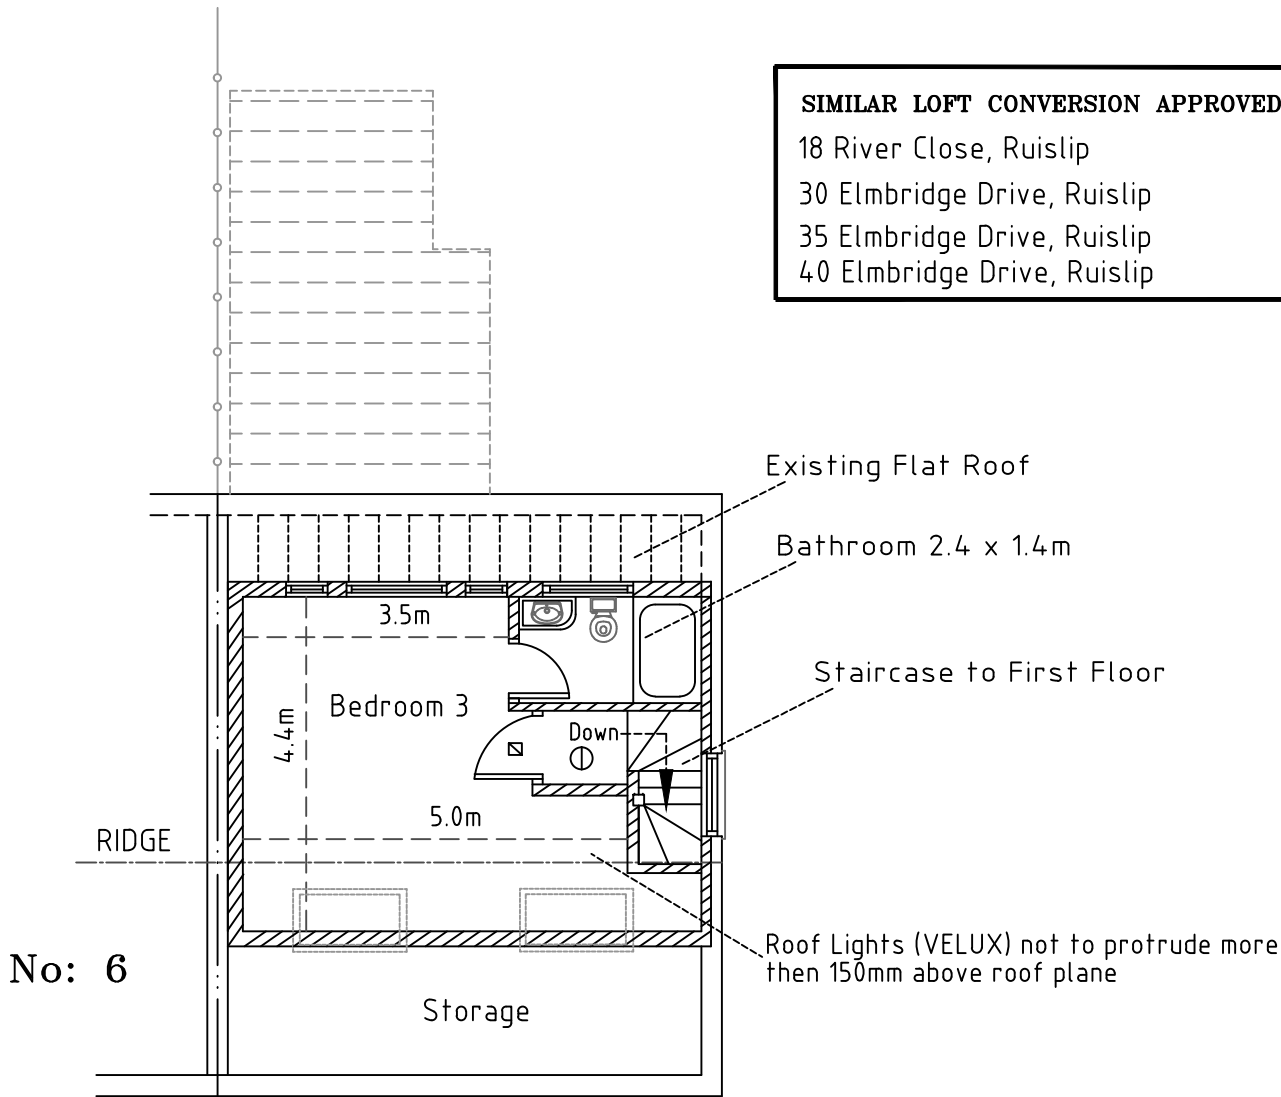 SIMILAR LOFT CONVERSION APPROVED
18 River Close, Ruislip
30 Elmbridge Drive, Ruislip
35 Elmbridge Drive, Ruislip
40 Elmbridge Drive, Ruislip
Existing Flat Roof
Bathroom 2.4 x 1.4m
3.5m
Staircase to First Floor
Bedroom 3
4.4m
Down
5.0m
RIDGE
No: 6
Roof Lights (VELUX) not to protrude more
then 150mm above roof plane
Storage